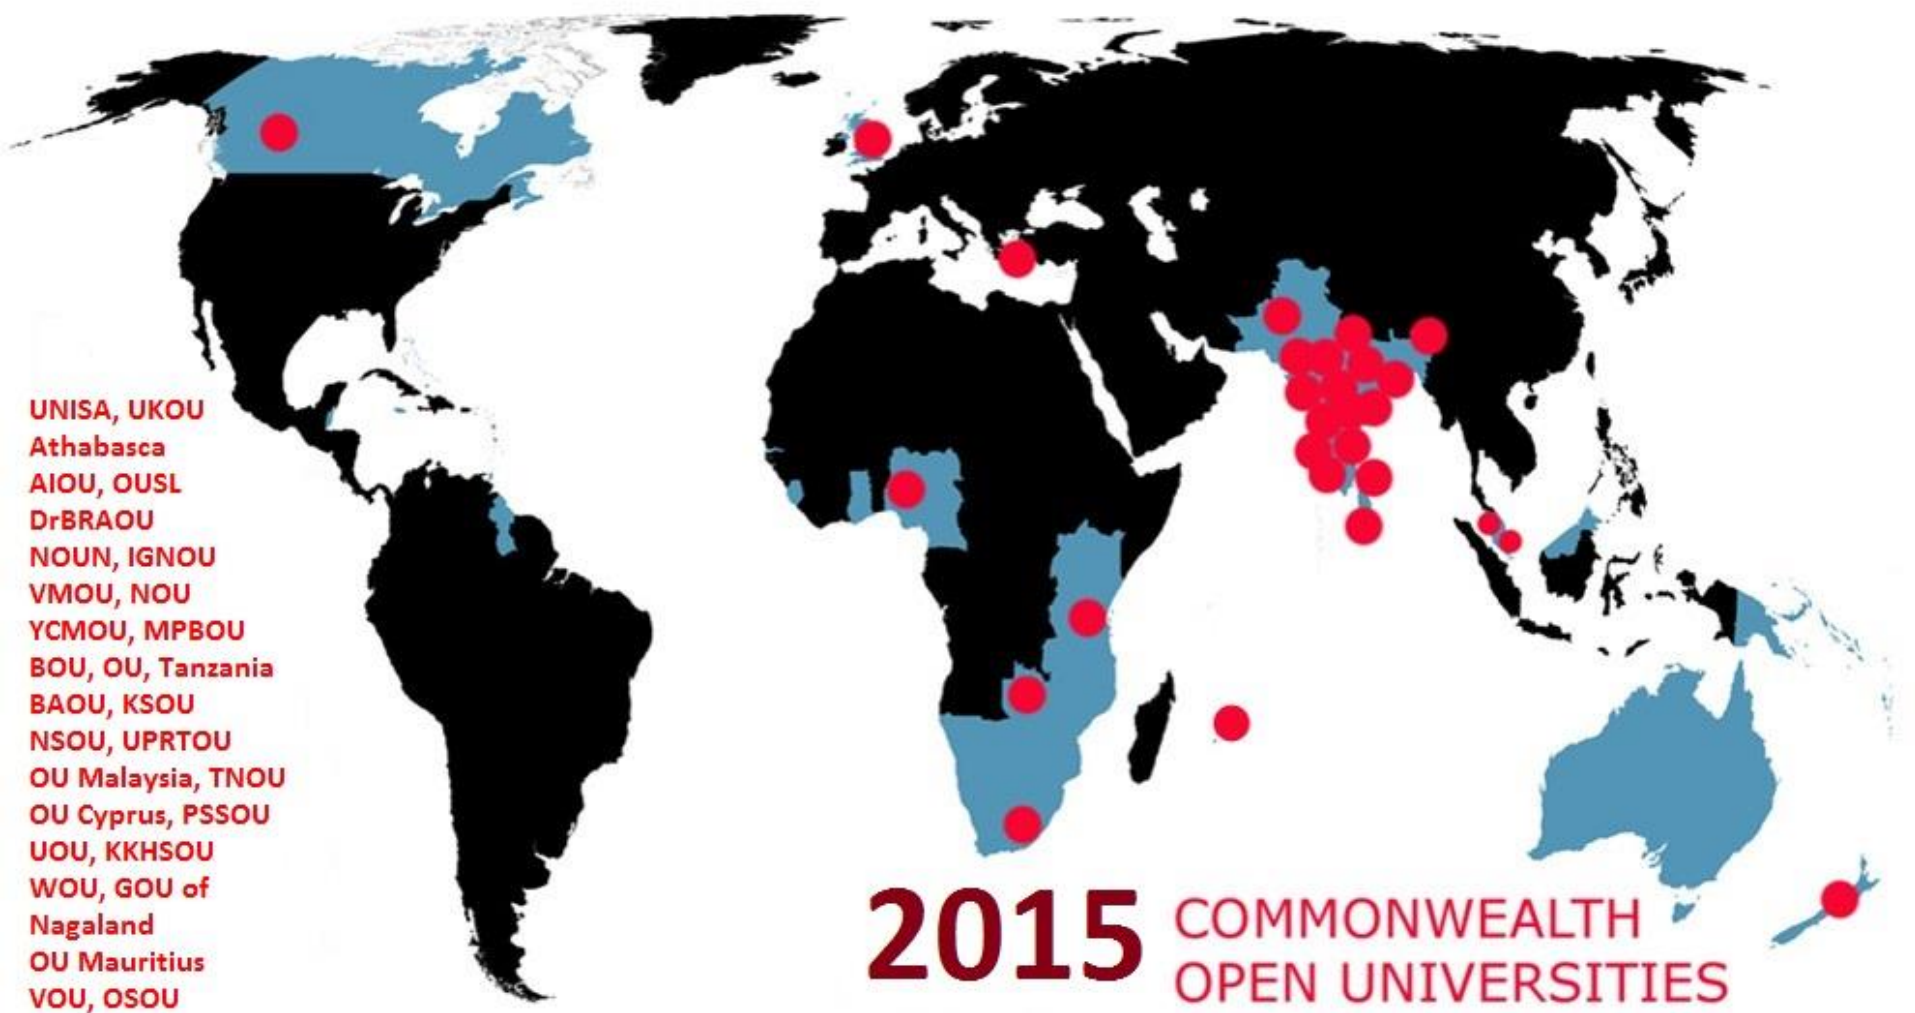 UNISA, UKOU
Athabasca
AIOU, OUSL
DrBRAOU
NOUN, IGNOU
VMOU, NOU
YCMOU, MPBOU
BOU, OU, Tanzania
BAOU, KSOU
NSOU, UPRTOU
OU Malaysia, TNOU
OU Cyprus, PSSOU
UOU, KKHSOU
WOU, GOU of
Nagaland
OU Mauritius
VOU, OSOU
2015 COMMONWEALTH
OPEN UNIVERSITIES